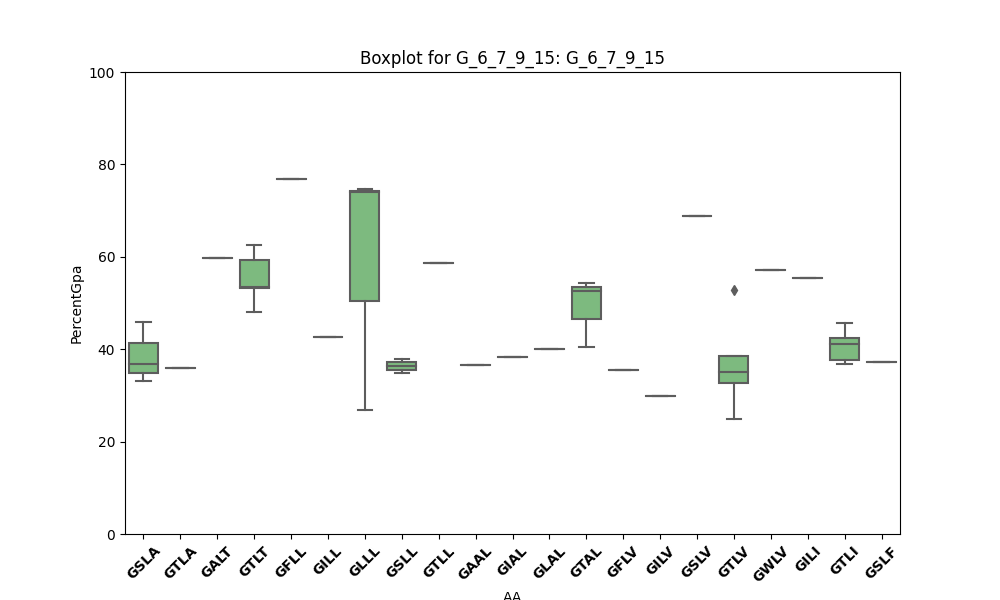 Boxplot for G_6_7_9_15: G_6_7_9_15
100
80
60
40
20
0
PercentGpa
GSLA GTLA GALT GTLT GFLL GILL GLLL GSLL GTLL GAAL GIAL GLAL GTAL GFLV GILV GSLV GTLV GWLV GILI GTLI GSLF
AA